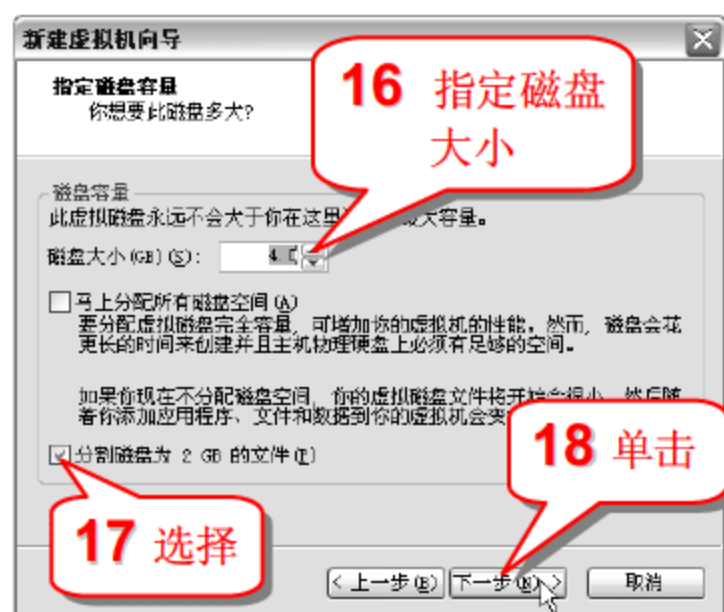 新建虚拟机向导
指定磁盘容量
你想要此磁盘多大?
16 指定磁盘
大小
磁盘容量
此虚拟磁盘永远不会大于你在这里 大容量。
磁盘大小(GB)(S): 4.0
马上分配所有磁盘空间(A)
要分配虚拟磁盘完全容量，可增加你的虚拟机的性能。然而，磁盘会花
更长的时间来创建并且主机物理硬盘上必须有足够的空间。
如果你现在不分配磁盘空间，你的虚拟磁盘文件将开始会很小，然后随
着你添加应用程序、文件和数据到你的虚拟机会变
分割磁盘为 2 GB 的文件(P)
17 选择
18 单击
< 上一步(B) 下一步(N) > 取消